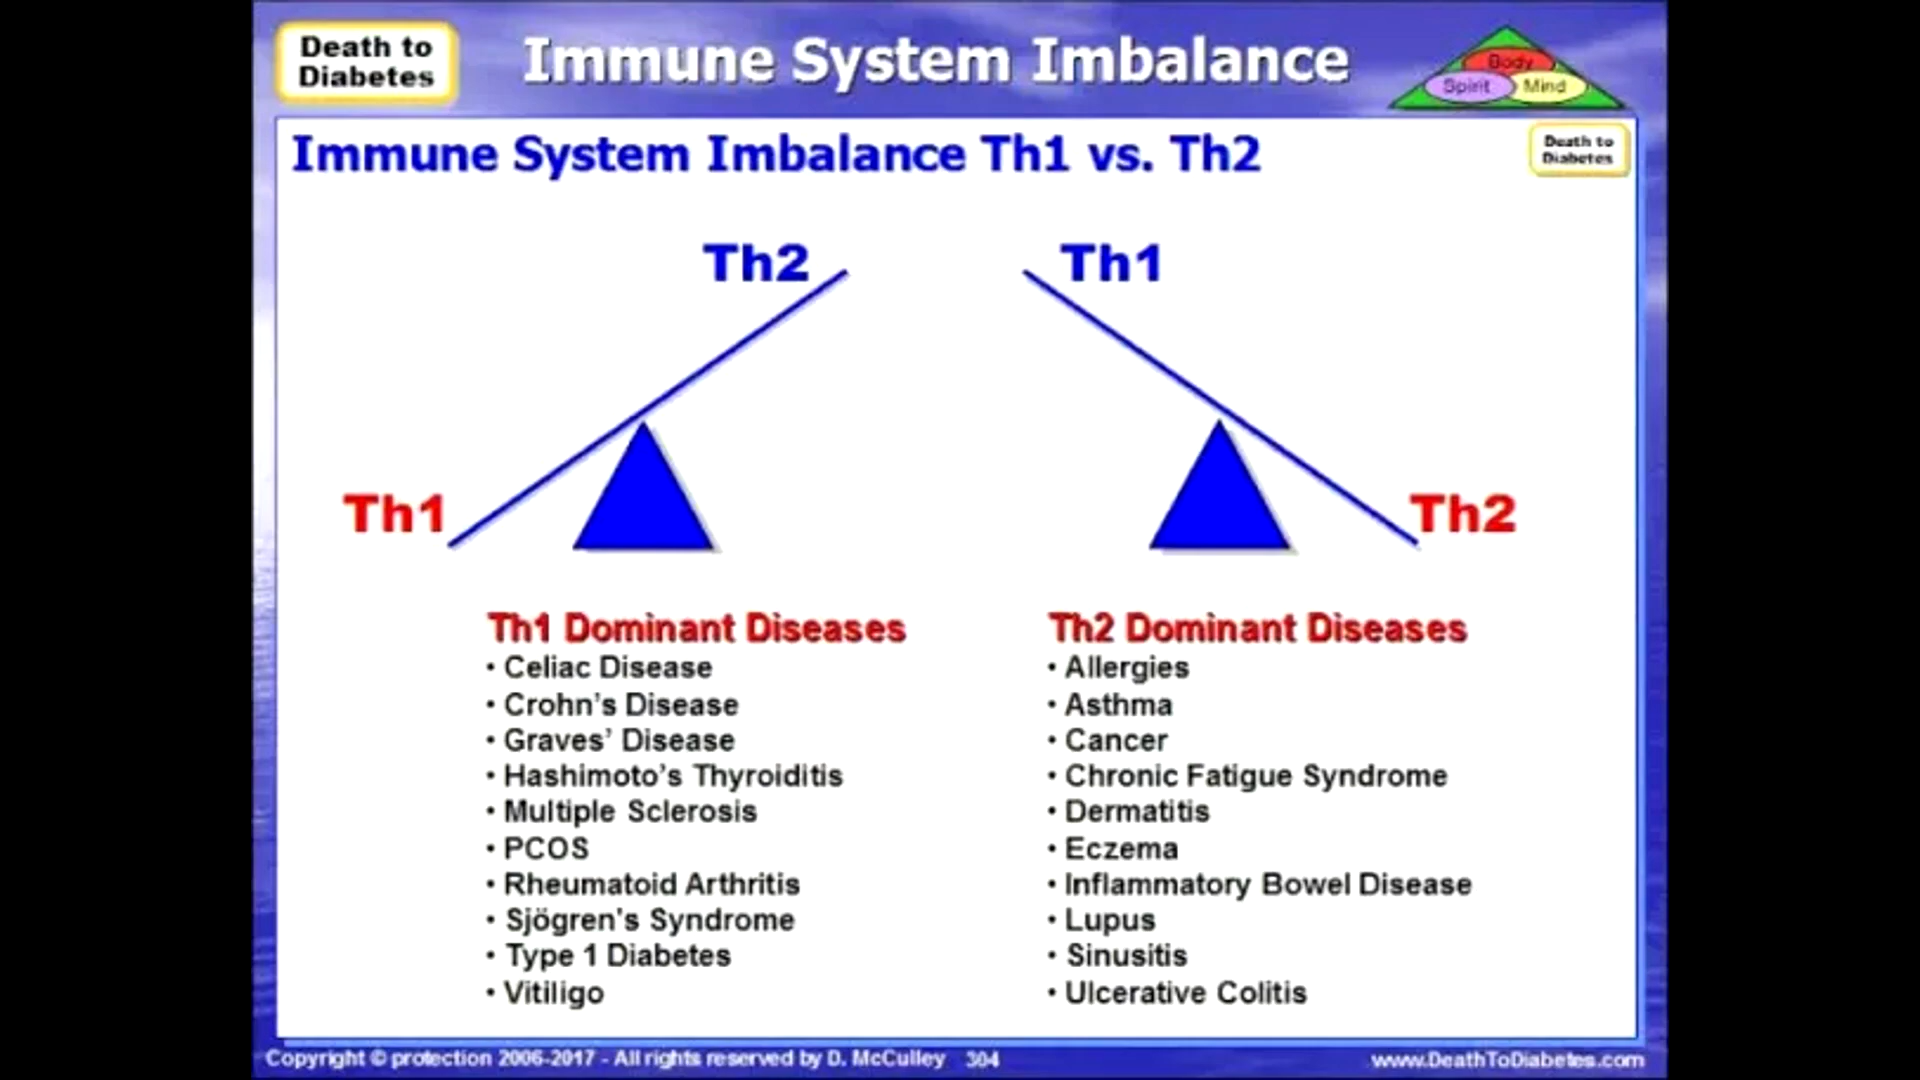 Death to
Diabetes
Immune System Imbalance
Body
Spirit
Mind
Immune System Imbalance Th1 vs. Th2
Death to
Diabetes
Th2
Th1
Th1
Th2
Th1 Dominant Diseases
• Celiac Disease
• Crohn's Disease
• Graves' Disease
• Hashimoto's Thyroiditis
• Multiple Sclerosis
• PCOS
• Rheumatoid Arthritis
• Sjögren's Syndrome
• Type 1 Diabetes
• Vitiligo
Th2 Dominant Diseases
• Allergies
• Asthma
• Cancer
• Chronic Fatigue Syndrome
• Dermatitis
• Eczema
• Inflammatory Bowel Disease
• Lupus
• Sinusitis
• Ulcerative Colitis
Copyright © protection 2006-2017 - All rights reserved by D. McCulley 304
www.DeathToDiabetes.com